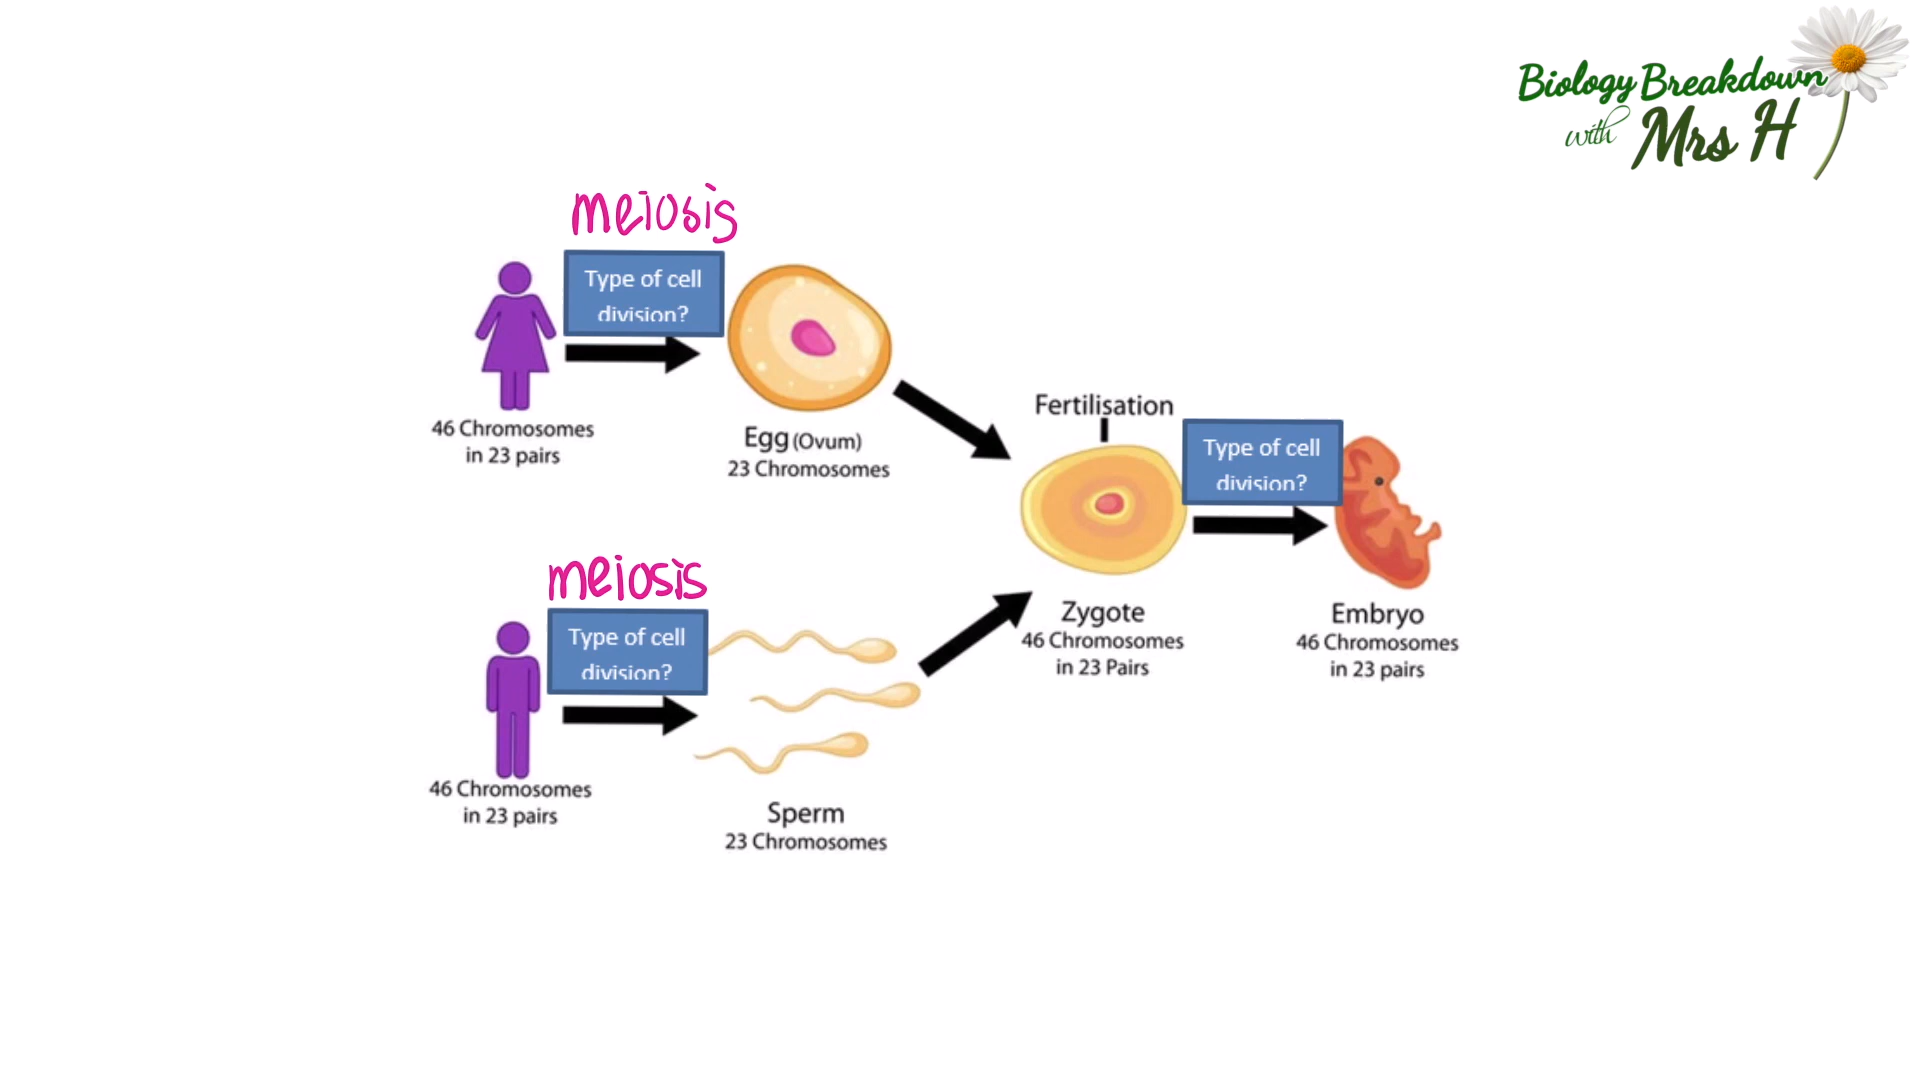 Biology Breakdown
with Mrs H
meiosis
Type of cell
division?
46 Chromosomes
in 23 pairs
Egg (Ovum)
23 Chromosomes
Fertilisation
Type of cell
division?
Zygote
46 Chromosomes
in 23 Pairs
Embryo
46 Chromosomes
in 23 pairs
meiosis
Type of cell
division?
46 Chromosomes
in 23 pairs
Sperm
23 Chromosomes